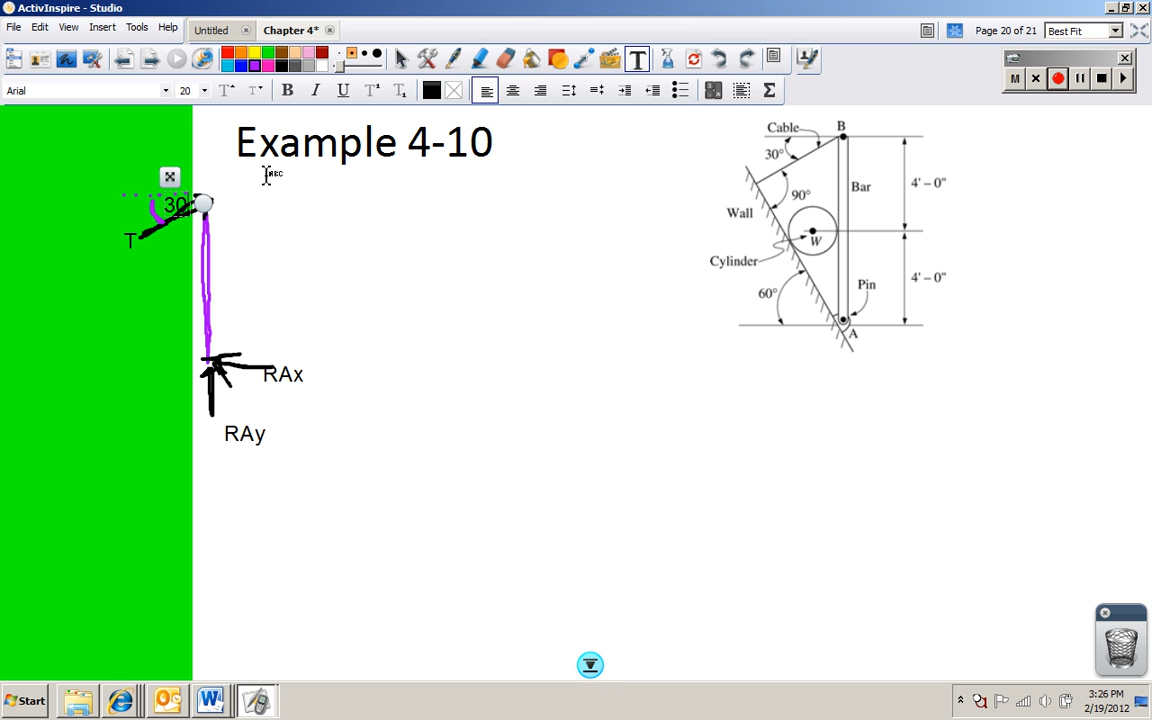 ActivInspire - Studio
File Edit View Insert Tools Help
Untitled
Chapter 4*
Page 20 of 21
Best Fit
Arial
20
M
Example 4-10
ABC
30
T
RAx
RAy
Cable
B
30°
90°
Bar
4' – 0"
Wall
W
Cylinder
4' – 0"
60°
Pin
A
Start
3:26 PM
2/19/2012